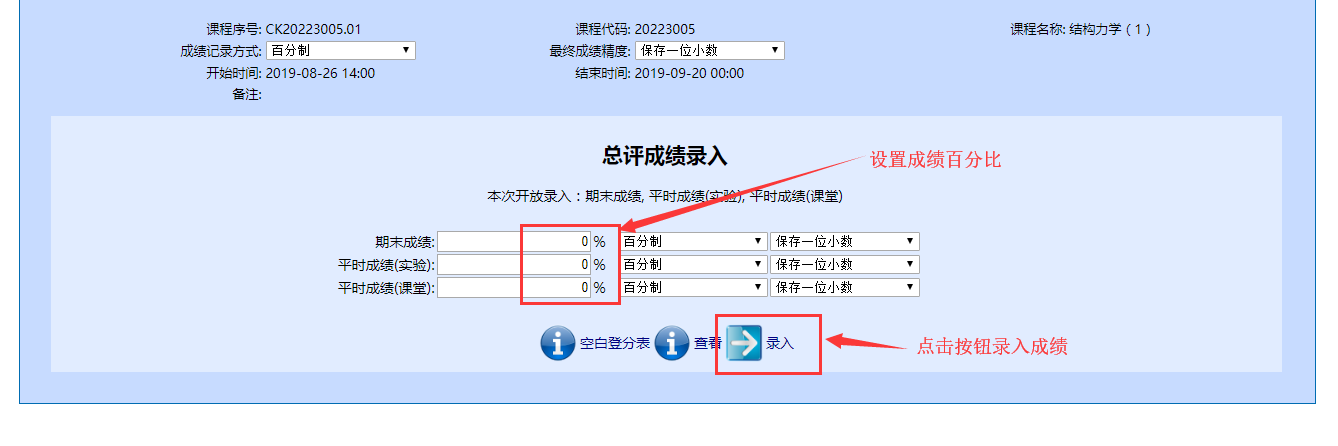 课程序号: CK20223005.01 课程代码: 20223005 课程名称: 结构力学（1）
成绩记录方式: 百分制 最终成绩精度: 保存一位小数
开始时间: 2019-08-26 14:00 结束时间: 2019-09-20 00:00
备注:
总评成绩录入
设置成绩百分比
本次开放录入：期末成绩, 平时成绩(实验), 平时成绩(课堂)
期末成绩: 0 % 百分制 保存一位小数
平时成绩(实验): 0 % 百分制 保存一位小数
平时成绩(课堂): 0 % 百分制 保存一位小数
空白登分表 查看 录入
点击按钮录入成绩